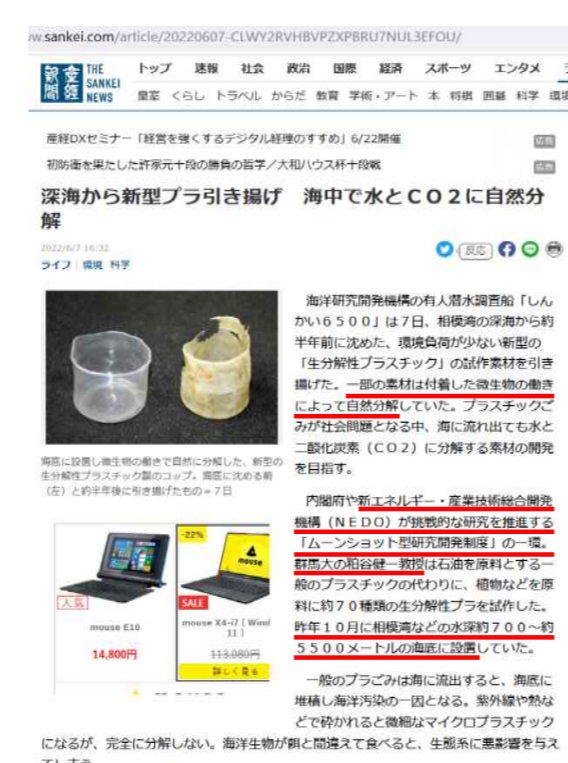 w.sankei.com/article/20220607-CLWY2RVHBVPZXPBRU7NUL3EFOU/
産経新聞 THE SANKEI NEWS
トップ 速報 社会 政治 国際 経済 スポーツ エンタメ
皇室 くらし トラベル からだ 教育 学術・アート 本 将棋 囲碁 科学 環境
産経DXセミナー「経営を強くするデジタル経理のすすめ」6/22開催 広告
初防衛を果たした許家元十段の勝負の哲学／大和ハウス杯十段戦 広告
深海から新型プラ引き揚げ　海中で水とＣＯ２に自然分
解
2022/6/7 16:32
ライフ 環境 科学
反応
海洋研究開発機構の有人潜水調査船「しん
かい６５００」は７日、相模湾の深海から約
半年前に沈めた、環境負荷が少ない新型の
「生分解性プラスチック」の試作素材を引き
揚げた。一部の素材は付着した微生物の働き
によって自然分解していた。プラスチックご
みが社会問題となる中、海に流れ出ても水と
二酸化炭素（ＣＯ２）に分解する素材の開発
を目指す。
海底に設置し微生物の働きで自然に分解した、新型の
生分解性プラスチック製のコップ。海底に沈める前
（左）と約半年後に引き揚げたもの＝７日
内閣府や新エネルギー・産業技術総合開発
機構（ＮＥＤＯ）が挑戦的な研究を推進する
「ムーンショット型研究開発制度」の一環。
群馬大の粕谷健一教授は石油を原料とする一
般のプラスチックの代わりに、植物などを原
料に約７０種類の生分解性プラを試作した。
昨年１０月に相模湾などの水深約７００～約
５５００メートルの海底に設置していた。
人気
mouse E10
14,800円
-22%
mouse
SALE
mouse X4-i7 [ Wind
11 ]
113,080円
詳しく見る
一般のプラごみは海に流出すると、海底に
堆積し海洋汚染の一因となる。紫外線や熱な
どで砕かれると微細なマイクロプラスチック
になるが、完全に分解しない。海洋生物が餌と間違えて食べると、生態系に悪影響を与え